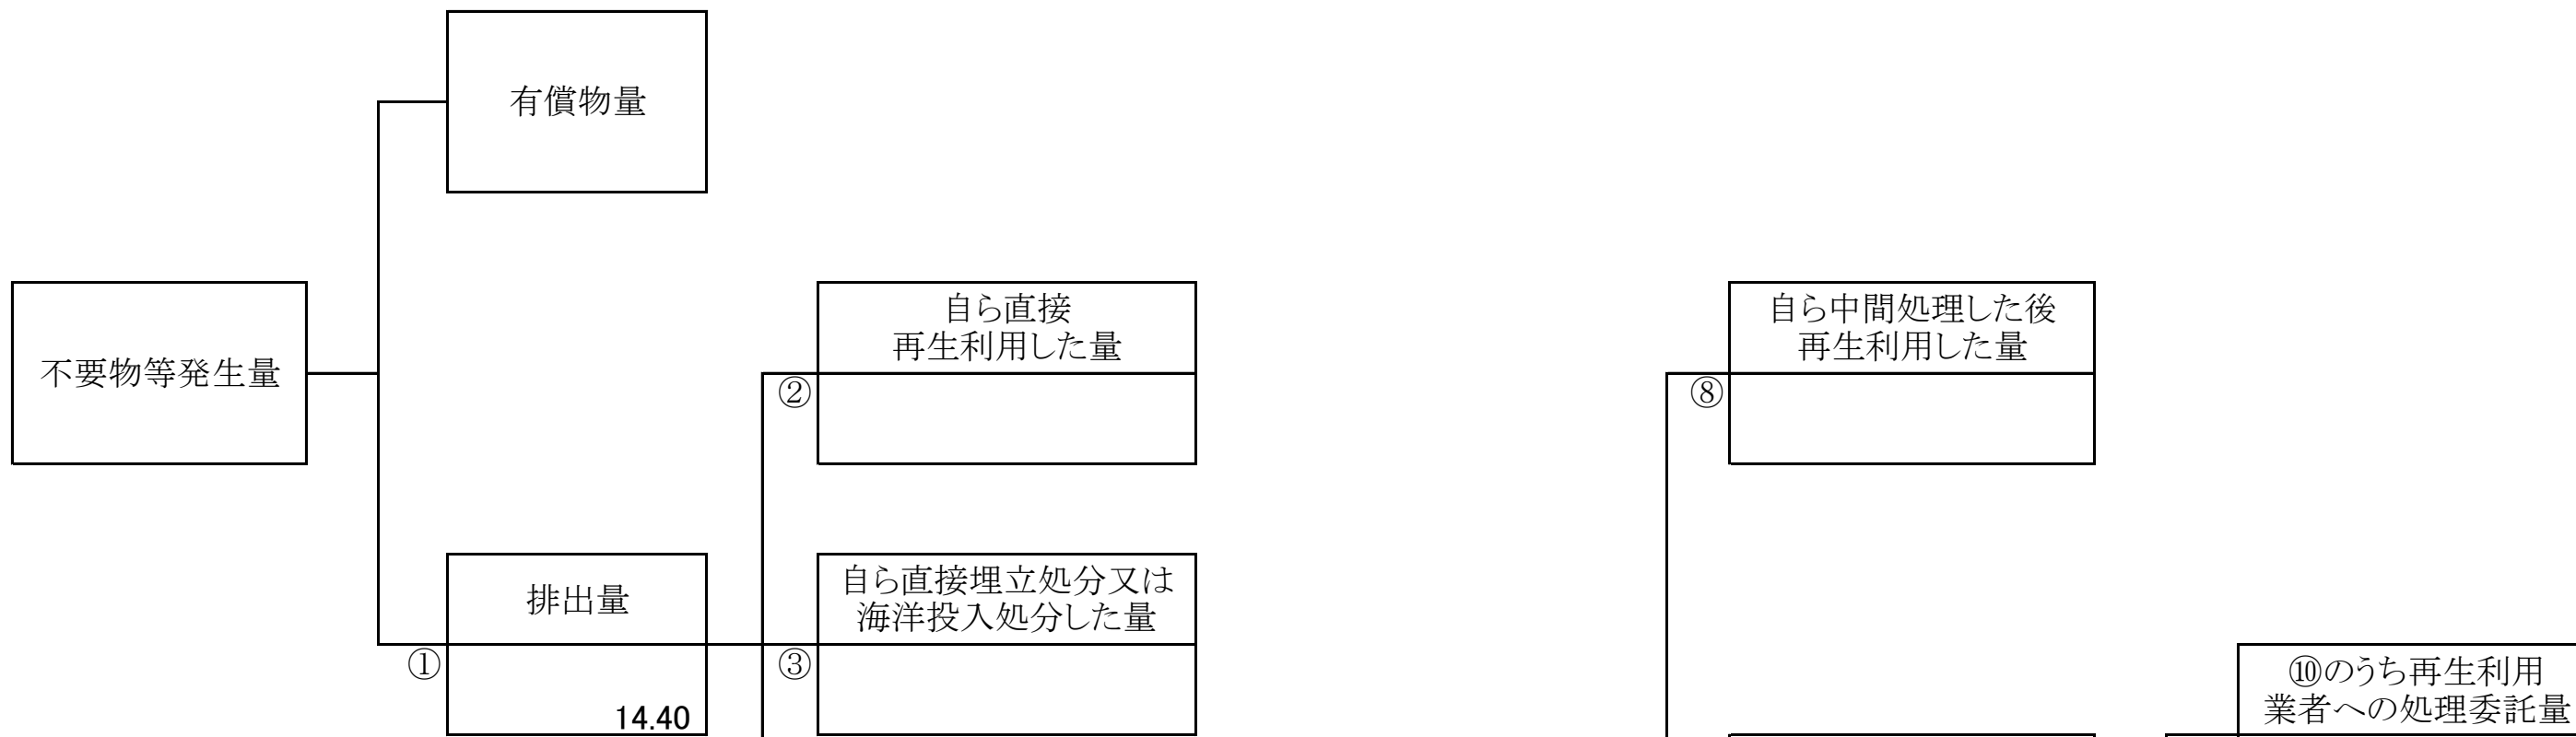 有償物量
不要物等発生量
自ら直接
再生利用した量
②
自ら中間処理した後
再生利用した量
⑧
排出量
①
14.40
自ら直接埋立処分又は
海洋投入処分した量
③
⑩のうち再生利用
業者への処理委託量